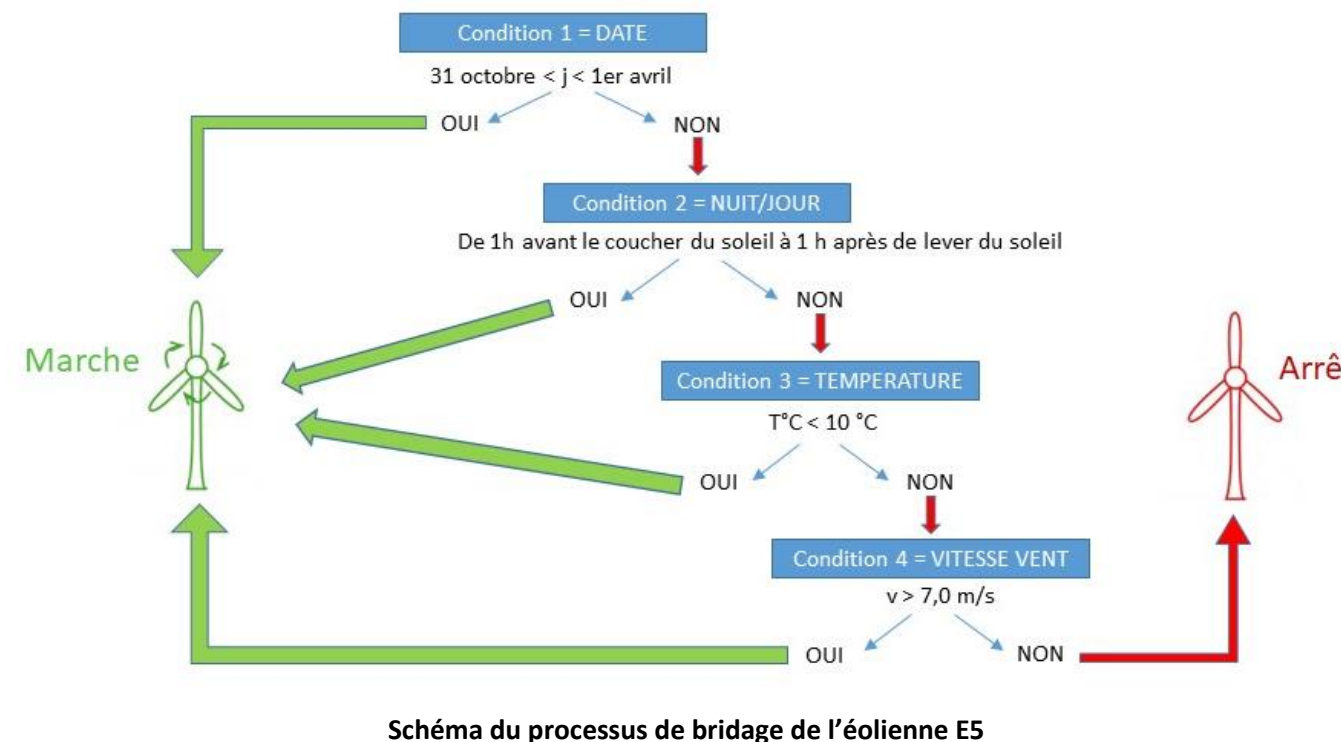 Condition 1 = DATE
31 octobre < j < 1er avril
OUI
NON
Condition 2 = NUIT/JOUR
De 1h avant le coucher du soleil à 1 h après de lever du soleil
OUI
NON
Marche
Arrê
Condition 3 = TEMPERATURE
T°C < 10 °C
OUI
NON
Condition 4 = VITESSE VENT
v > 7,0 m/s
OUI
NON
Schéma du processus de bridage de l'éolienne E5